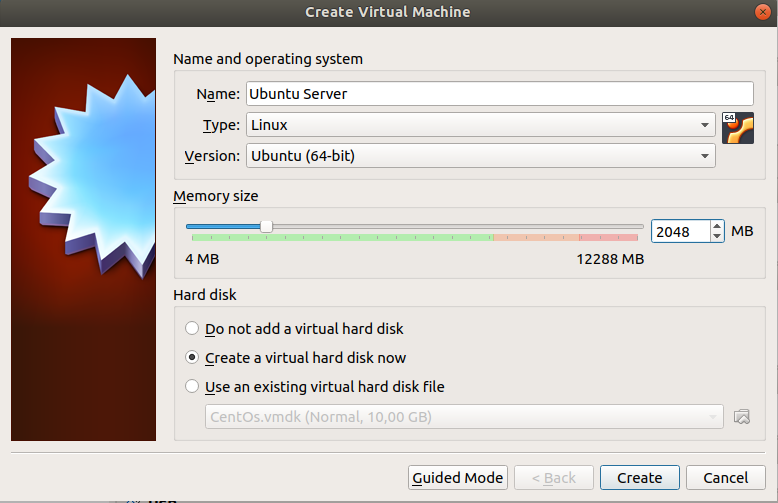 Create Virtual Machine
Name and operating system
Name: Ubuntu Server
Type: Linux
64
Version: Ubuntu (64-bit)
Memory size
2048 MB
4 MB 12288 MB
Hard disk
Do not add a virtual hard disk
Create a virtual hard disk now
Use an existing virtual hard disk file
CentOs.vmdk (Normal, 10,00 GB)
Guided Mode < Back Create Cancel